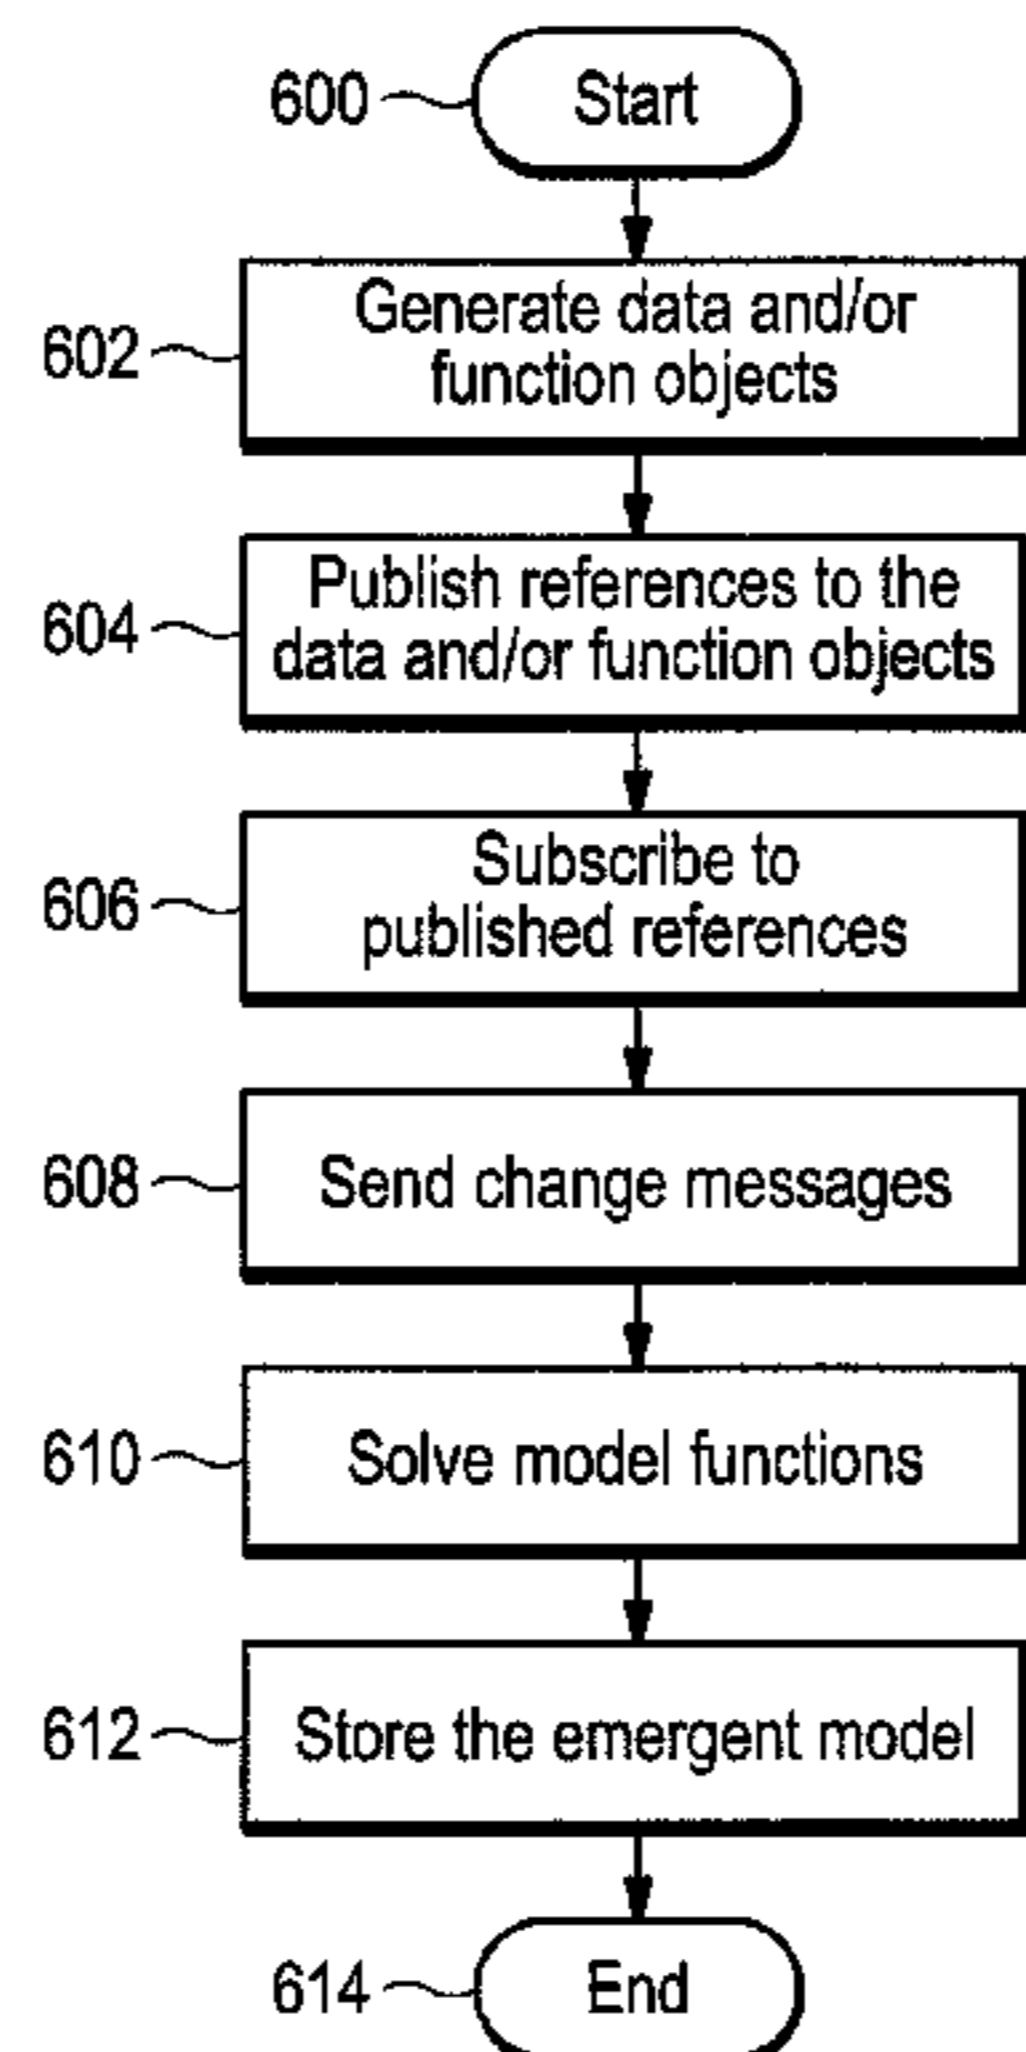 600
Start
602
Generate data and/or
function objects
604
Publish references to the
data and/or function objects
606
Subscribe to
published references
608
Send change messages
610
Solve model functions
612
Store the emergent model
614
End